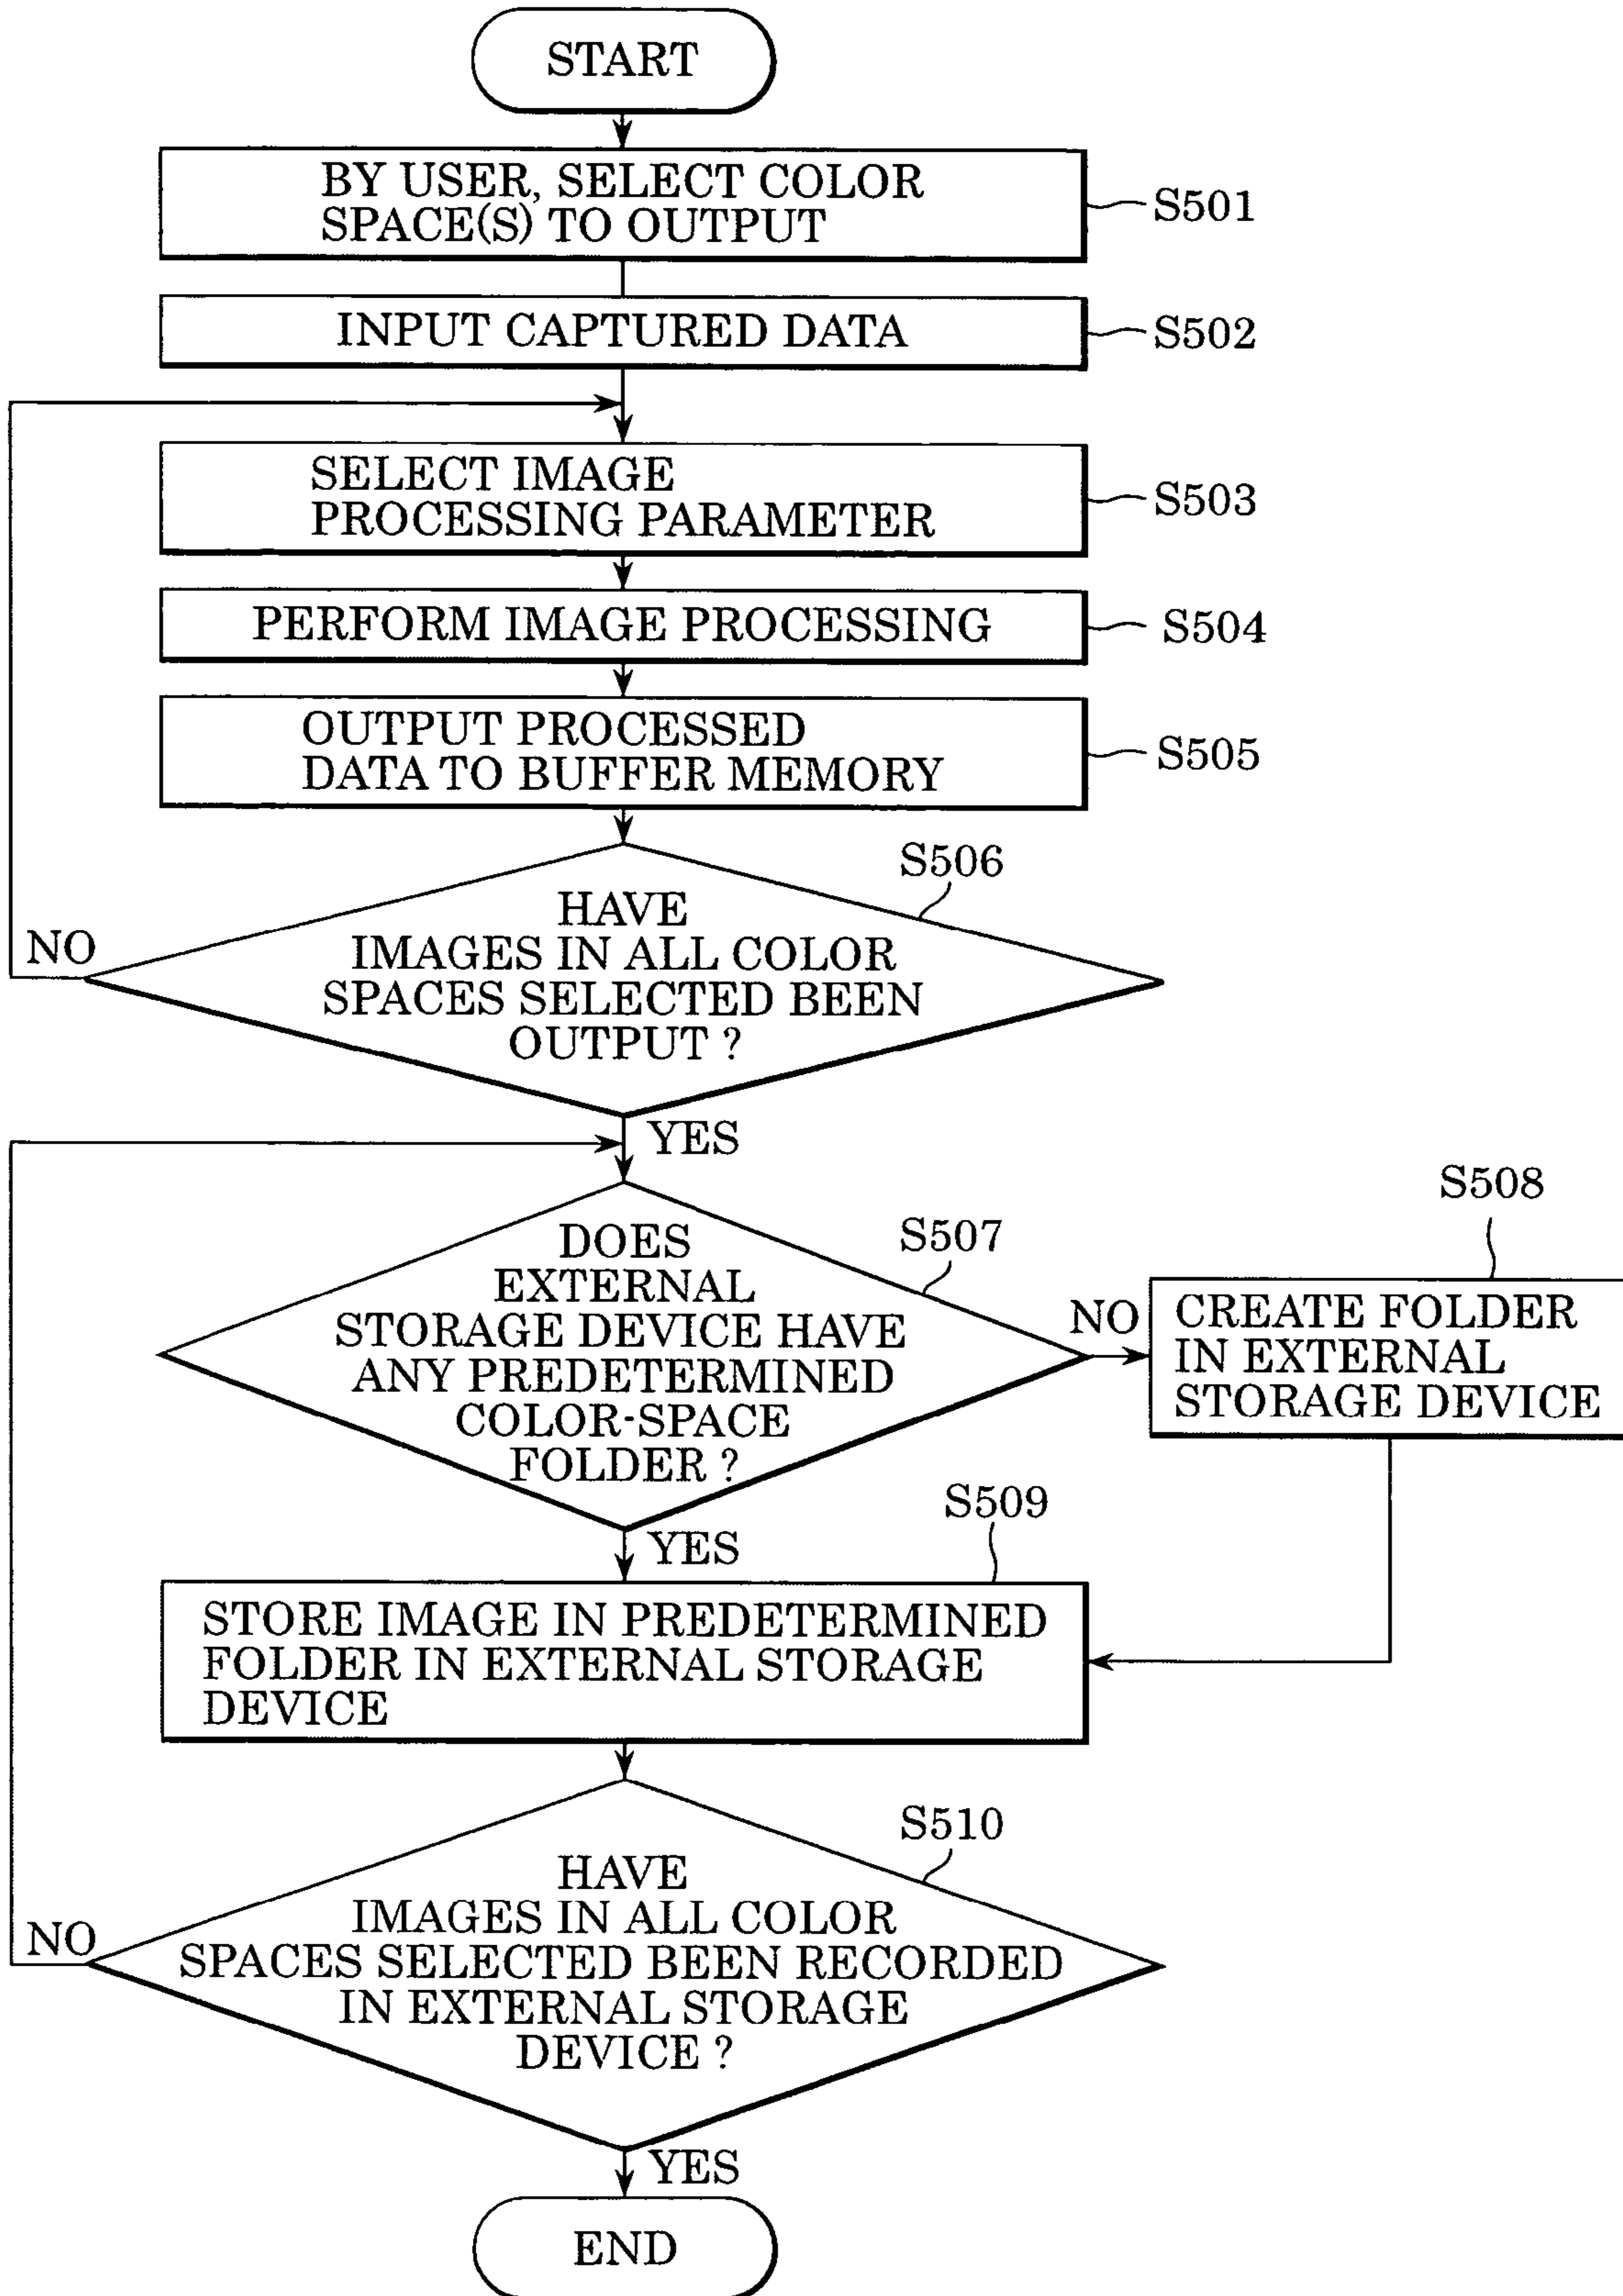 START
BY USER, SELECT COLOR
SPACE(S) TO OUTPUT
S501
INPUT CAPTURED DATA
S502
SELECT IMAGE
PROCESSING PARAMETER
S503
PERFORM IMAGE PROCESSING
S504
OUTPUT PROCESSED
DATA TO BUFFER MEMORY
S505
S506
HAVE
IMAGES IN ALL COLOR
SPACES SELECTED BEEN
OUTPUT ?
NO
YES
S507
DOES
EXTERNAL
STORAGE DEVICE HAVE
ANY PREDETERMINED
COLOR-SPACE
FOLDER ?
NO
S508
CREATE FOLDER
IN EXTERNAL
STORAGE DEVICE
YES
S509
STORE IMAGE IN PREDETERMINED
FOLDER IN EXTERNAL STORAGE
DEVICE
S510
HAVE
IMAGES IN ALL COLOR
SPACES SELECTED BEEN RECORDED
IN EXTERNAL STORAGE
DEVICE ?
NO
YES
END